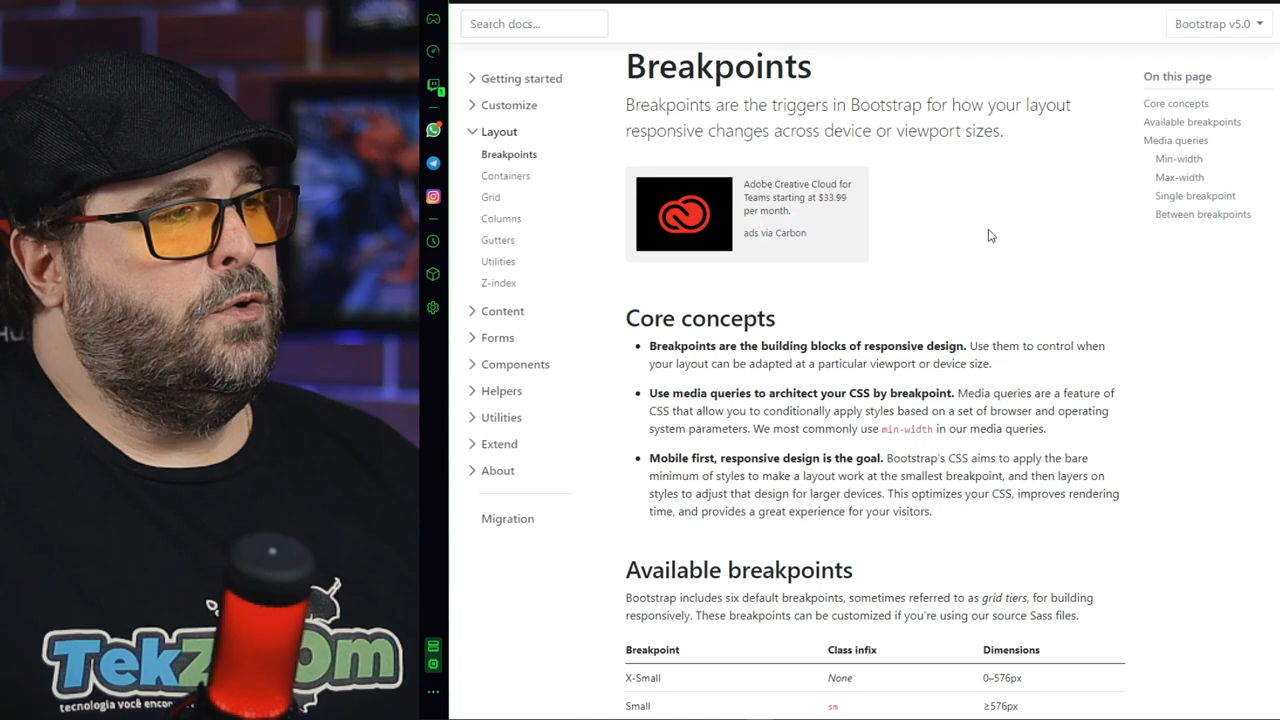 Search docs...
Bootstrap v5.0
Getting started
Customize
Layout
Breakpoints
Containers
Grid
Columns
Gutters
Utilities
Z-index
Content
Forms
Components
Helpers
Utilities
Extend
About
Migration
Breakpoints
Breakpoints are the triggers in Bootstrap for how your layout
responsive changes across device or viewport sizes.
Adobe Creative Cloud for
Teams starting at $33.99
per month.
ads via Carbon
Core concepts
Breakpoints are the building blocks of responsive design. Use them to control when
your layout can be adapted at a particular viewport or device size.
Use media queries to architect your CSS by breakpoint. Media queries are a feature of
CSS that allow you to conditionally apply styles based on a set of browser and operating
system parameters. We most commonly use min-width in our media queries.
Mobile first, responsive design is the goal. Bootstrap's CSS aims to apply the bare
minimum of styles to make a layout work at the smallest breakpoint, and then layers on
styles to adjust that design for larger devices. This optimizes your CSS, improves rendering
time, and provides a great experience for your visitors.
Available breakpoints
Bootstrap includes six default breakpoints, sometimes referred to as grid tiers, for building
responsively. These breakpoints can be customized if you're using our source Sass files.
Breakpoint Class infix Dimensions
X-Small None 0–576px
Small sm ≥576px
On this page
Core concepts
Available breakpoints
Media queries
Min-width
Max-width
Single breakpoint
Between breakpoints
tecnologia você